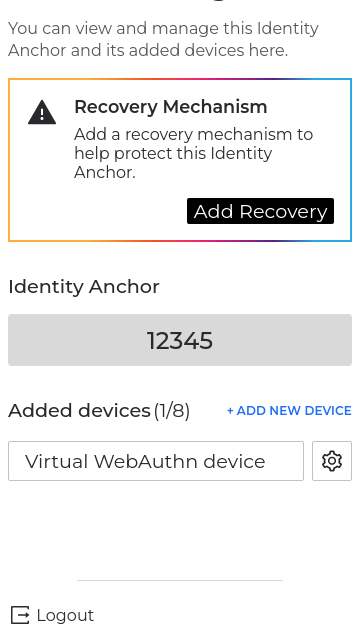 You can view and manage this Identity
Anchor and its added devices here.
Recovery Mechanism
Add a recovery mechanism to
help protect this Identity
Anchor.
Add Recovery
Identity Anchor
12345
Added devices (1/8) + ADD NEW DEVICE
Virtual WebAuthn device
Logout